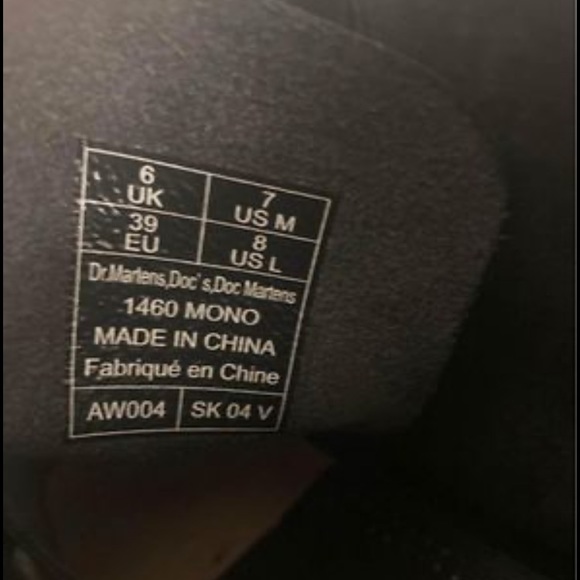 6 UK 7 US M
39 EU 8 US L
Dr.Martens,Doc`s,Doc Martens
1460 MONO
MADE IN CHINA
Fabriqué en Chine
AW004 SK 04 V